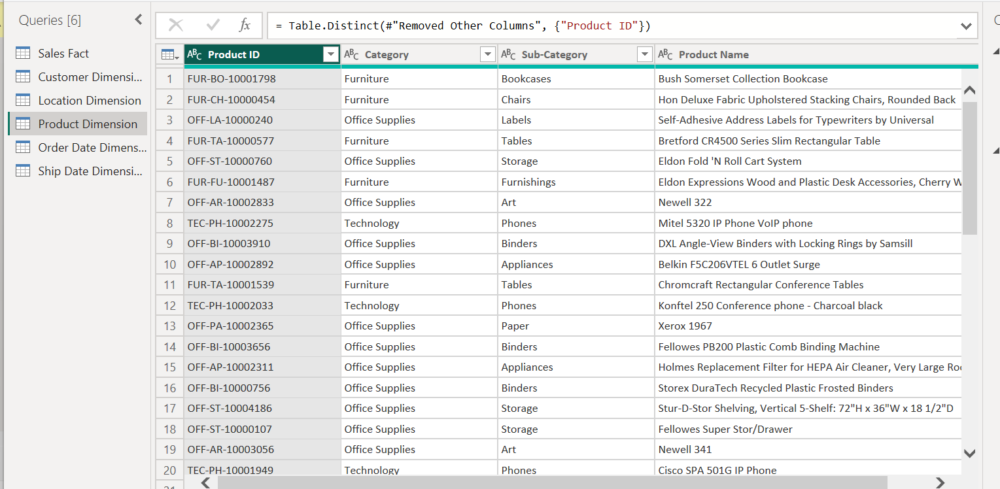 Queries [6]
fx
= Table.Distinct(#"Removed Other Columns", {"Product ID"})
Sales Fact
Customer Dimensi...
Location Dimension
Product Dimension
Order Date Dimens...
Ship Date Dimensi...
ABC Product ID ABC Category ABC Sub-Category ABC Product Name
1 FUR-BO-10001798 Furniture Bookcases Bush Somerset Collection Bookcase
2 FUR-CH-10000454 Furniture Chairs Hon Deluxe Fabric Upholstered Stacking Chairs, Rounded Back
3 OFF-LA-10000240 Office Supplies Labels Self-Adhesive Address Labels for Typewriters by Universal
4 FUR-TA-10000577 Furniture Tables Bretford CR4500 Series Slim Rectangular Table
5 OFF-ST-10000760 Office Supplies Storage Eldon Fold 'N Roll Cart System
6 FUR-FU-10001487 Furniture Furnishings Eldon Expressions Wood and Plastic Desk Accessories, Cherry W
7 OFF-AR-10002833 Office Supplies Art Newell 322
8 TEC-PH-10002275 Technology Phones Mitel 5320 IP Phone VoIP phone
9 OFF-BI-10003910 Office Supplies Binders DXL Angle-View Binders with Locking Rings by Samsill
10 OFF-AP-10002892 Office Supplies Appliances Belkin F5C206VTEL 6 Outlet Surge
11 FUR-TA-10001539 Furniture Tables Chromcraft Rectangular Conference Tables
12 TEC-PH-10002033 Technology Phones Konftel 250 Conference phone - Charcoal black
13 OFF-PA-10002365 Office Supplies Paper Xerox 1967
14 OFF-BI-10003656 Office Supplies Binders Fellowes PB200 Plastic Comb Binding Machine
15 OFF-AP-10002311 Office Supplies Appliances Holmes Replacement Filter for HEPA Air Cleaner, Very Large Ro
16 OFF-BI-10000756 Office Supplies Binders Storex DuraTech Recycled Plastic Frosted Binders
17 OFF-ST-10004186 Office Supplies Storage Stur-D-Stor Shelving, Vertical 5-Shelf: 72"H x 36"W x 18 1/2"D
18 OFF-ST-10000107 Office Supplies Storage Fellowes Super Stor/Drawer
19 OFF-AR-10003056 Office Supplies Art Newell 341
20 TEC-PH-10001949 Technology Phones Cisco SPA 501G IP Phone